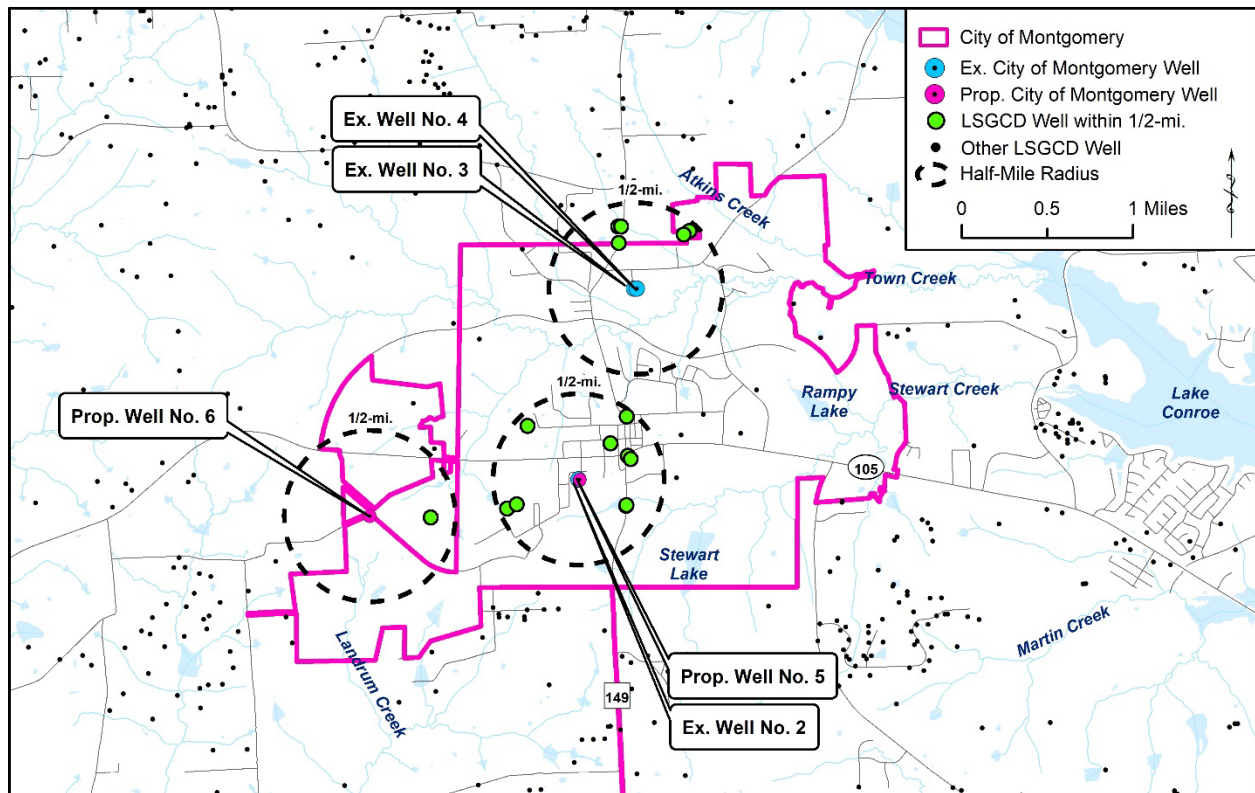 City of Montgomery
Ex. City of Montgomery Well
Prop. City of Montgomery Well
LSGCD Well within 1/2-mi.
Other LSGCD Well
Half-Mile Radius
0 0.5 1 Miles
Ex. Well No. 4
Ex. Well No. 3
1/2-mi.
Atkins Creek
Town Creek
1/2-mi.
Rampy
Lake
Stewart Creek
Lake
Conroe
Prop. Well No. 6
1/2-mi.
105
Stewart
Lake
Martin Creek
Landrum Creek
Prop. Well No. 5
149
Ex. Well No. 2